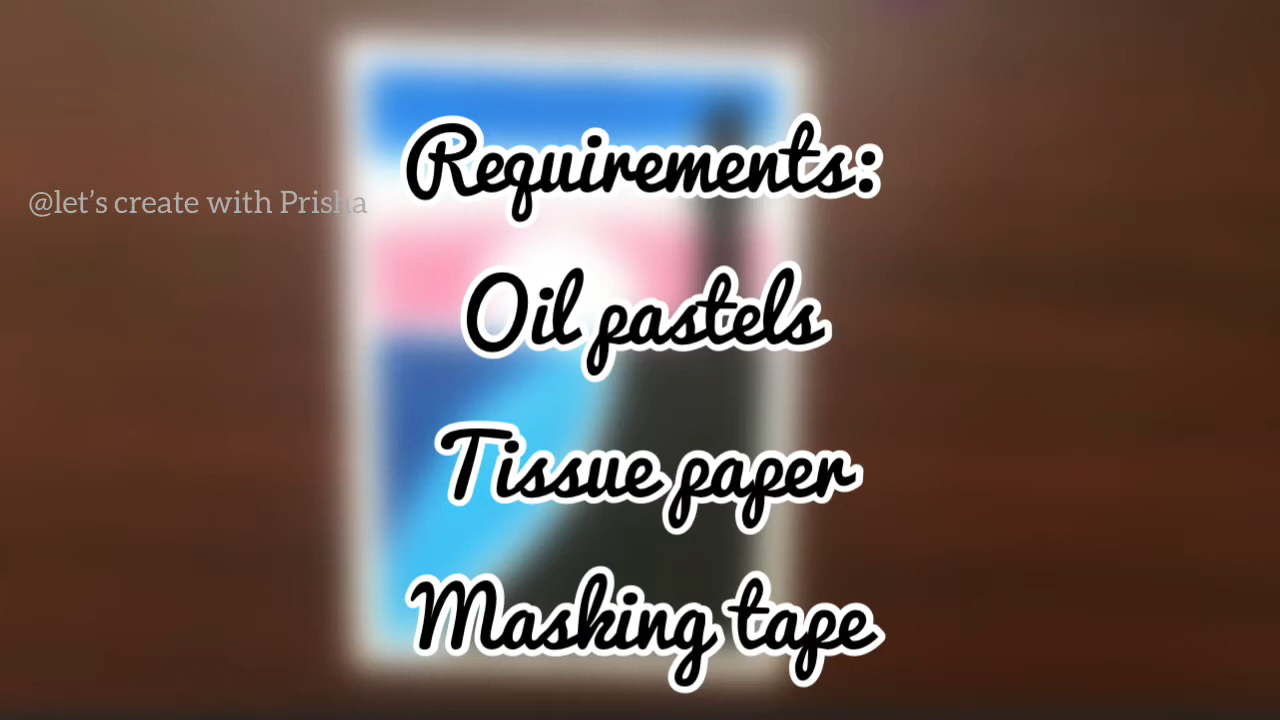 Requirements:
@let’s create with Prisha
Oil pastels
Tissue paper
Masking tape